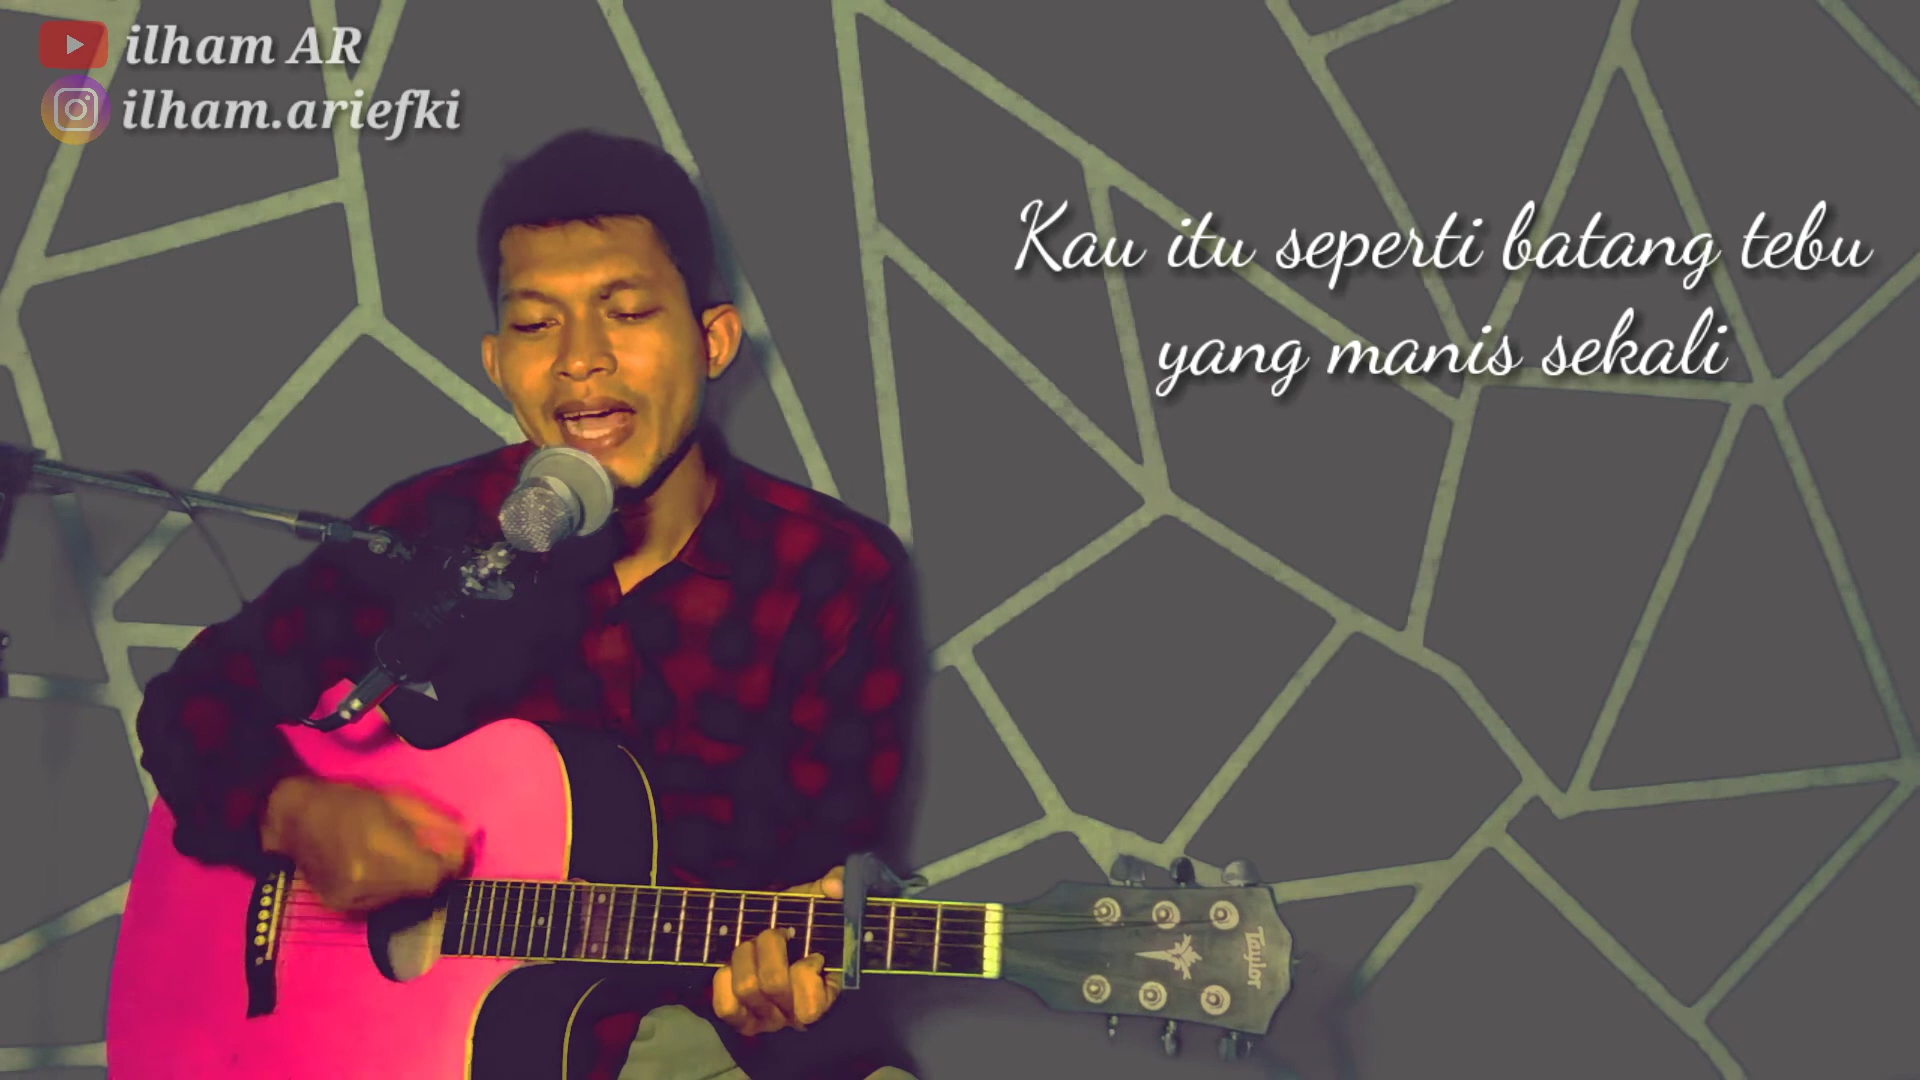 ilham AR
ilham.ariefki
Kau itu seperti batang tebu
yang manis sekali
Taylor